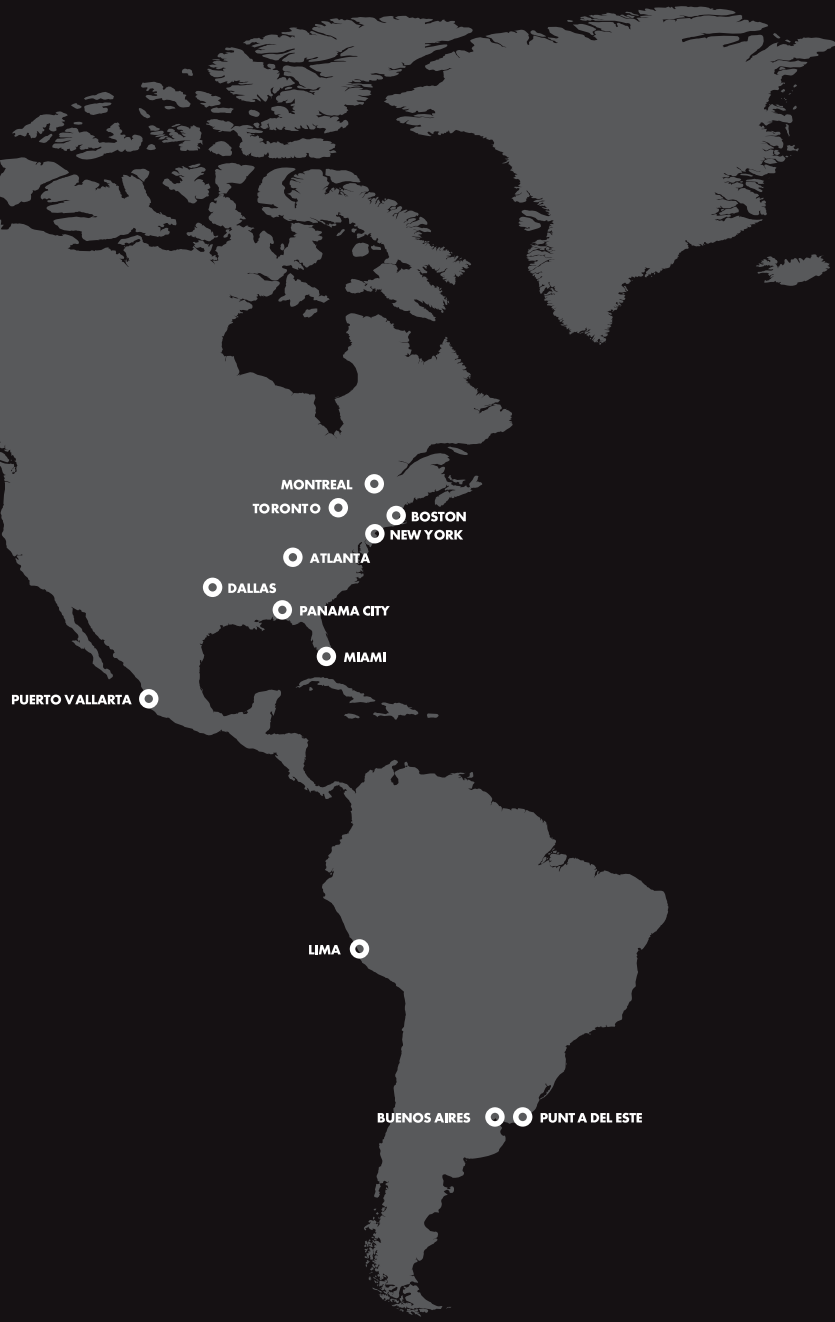 MONTREAL
TORONTO
BOSTON
NEW YORK
ATLANTA
DALLAS
PANAMA CITY
MIAMI
PUERTO VALLARTA
LIMA
BUENOS AIRES
PUNTA DEL ESTE